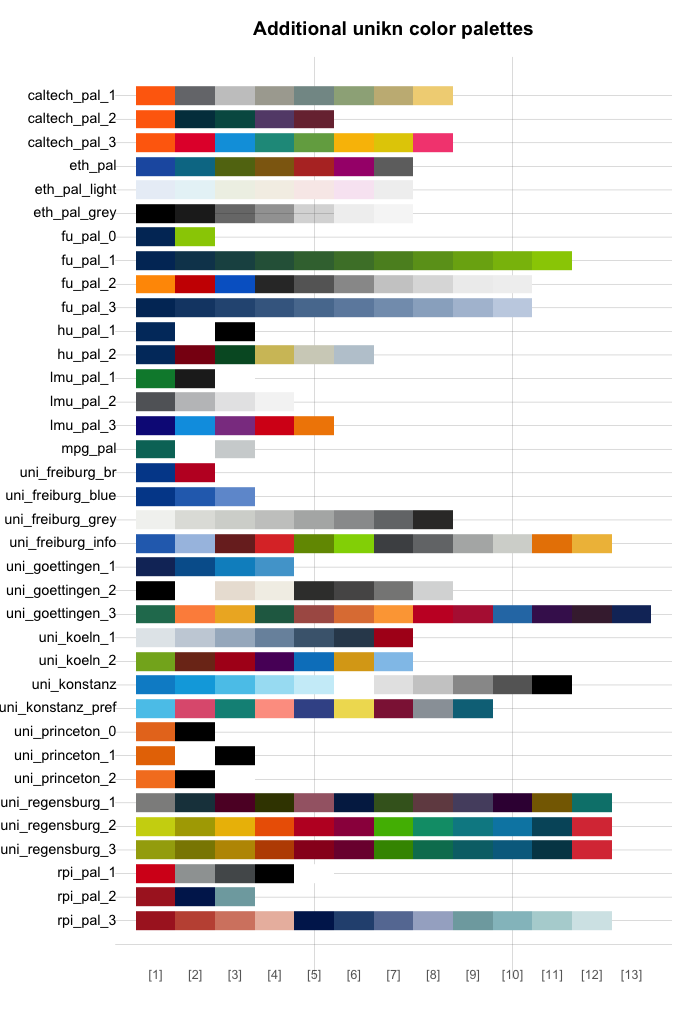 Additional unikn color palettes
caltech_pal_1
caltech_pal_2
caltech_pal_3
eth_pal
eth_pal_light
eth_pal_grey
fu_pal_0
fu_pal_1
fu_pal_2
fu_pal_3
hu_pal_1
hu_pal_2
lmu_pal_1
lmu_pal_2
lmu_pal_3
mpg_pal
uni_freiburg_br
uni_freiburg_blue
uni_freiburg_grey
uni_freiburg_info
uni_goettingen_1
uni_goettingen_2
uni_goettingen_3
uni_koeln_1
uni_koeln_2
uni_konstanz
uni_konstanz_pref
uni_princeton_0
uni_princeton_1
uni_princeton_2
uni_regensburg_1
uni_regensburg_2
uni_regensburg_3
rpi_pal_1
rpi_pal_2
rpi_pal_3
[1] [2] [3] [4] [5] [6] [7] [8] [9] [10] [11] [12] [13]